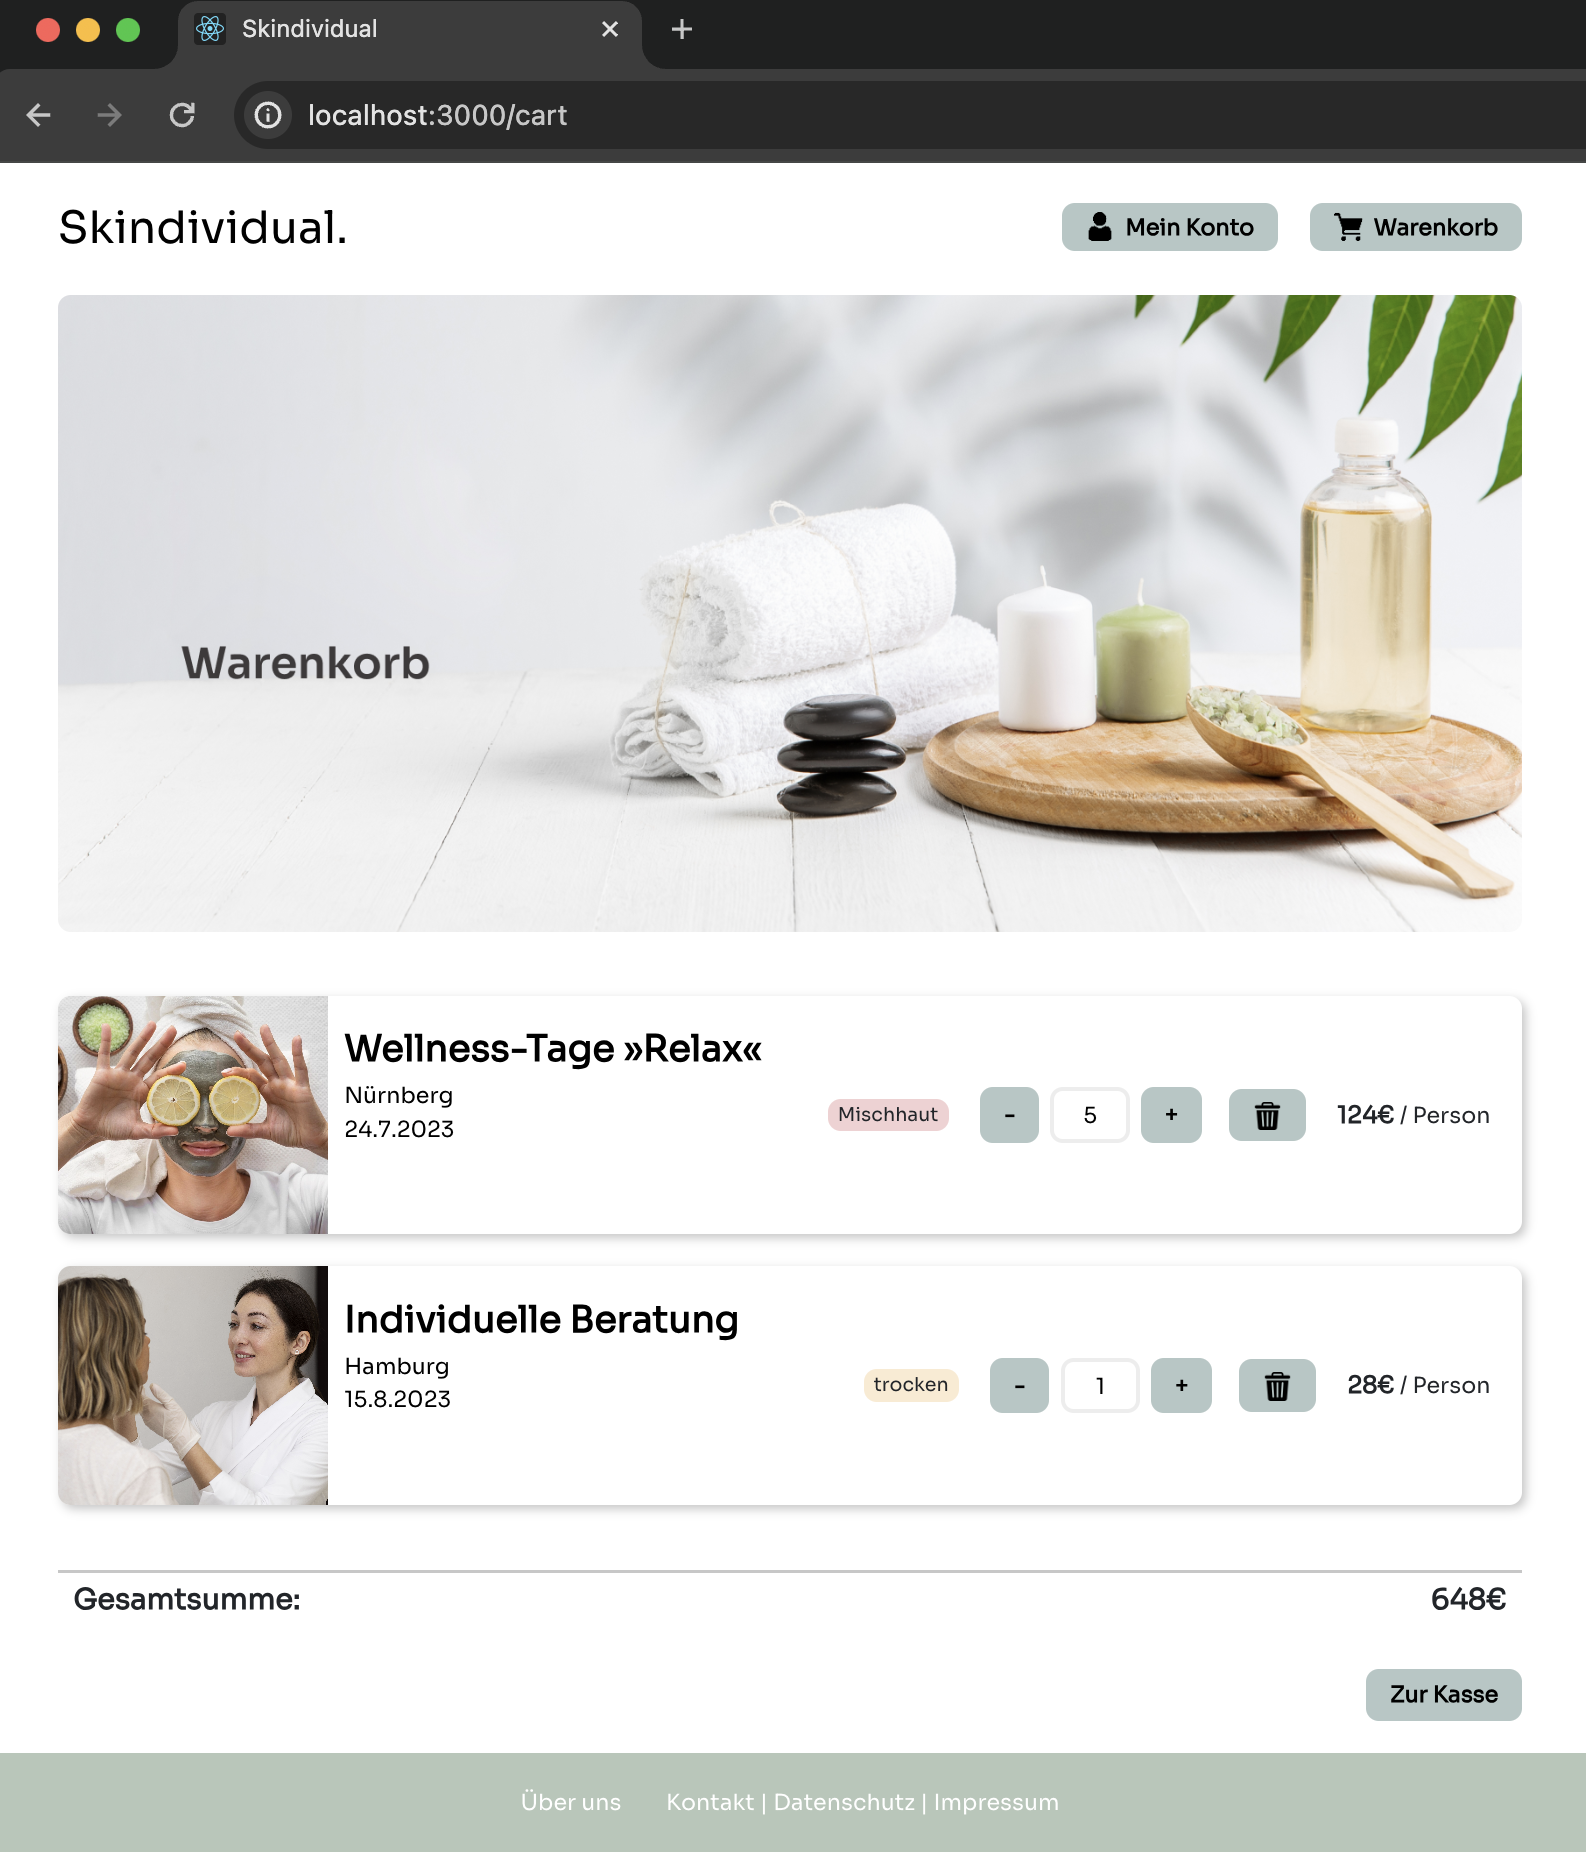 Skindividual
localhost:3000/cart
Skindividual.
Mein Konto
Warenkorb
Warenkorb
Wellness-Tage »Relax«
Nürnberg
24.7.2023
Mischhaut
-
5
+
124€ / Person
Individuelle Beratung
Hamburg
15.8.2023
trocken
-
1
+
28€ / Person
Gesamtsumme:
648€
Zur Kasse
Über uns
Kontakt | Datenschutz | Impressum